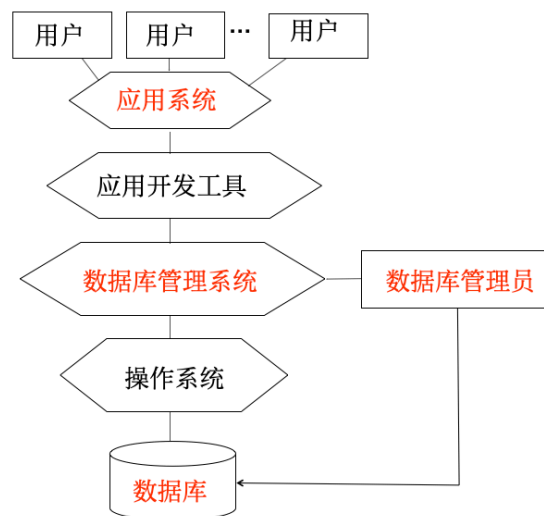 用户
用户
…
用户
应用系统
应用开发工具
数据库管理系统
数据库管理员
操作系统
数据库